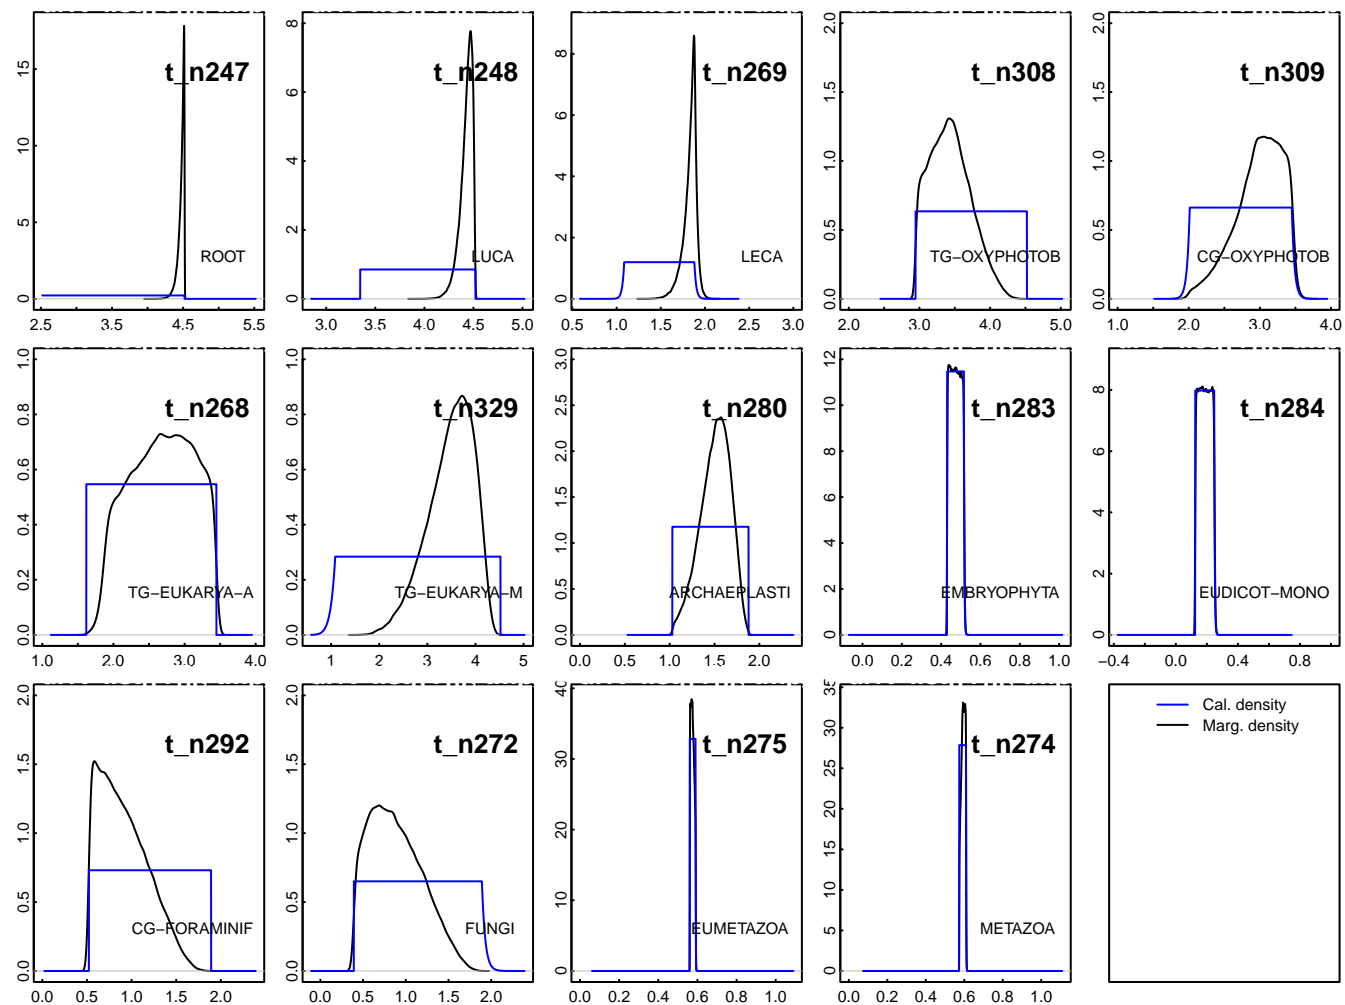 t_n247
ROOT
0 5 10 15
2.5 3.5 4.5 5.5
t_n248
LUCA
0 2 4 6 8
3.0 3.5 4.0 4.5 5.0
t_n269
LECA
0 2 4 6 8
0.5 1.0 1.5 2.0 2.5 3.0
t_n308
TG-OXYPHOTOB
0.0 0.5 1.0 1.5 2.0
2.0 3.0 4.0 5.0
t_n309
CG-OXYPHOTOB
0.0 0.5 1.0 1.5 2.0
1.0 2.0 3.0 4.0
t_n268
TG-EUKARYA-A
0.0 0.2 0.4 0.6 0.8 1.0
1.0 2.0 3.0 4.0
t_n329
TG-EUKARYA-M
0.0 0.2 0.4 0.6 0.8 1.0
1 2 3 4 5
t_n280
ARCHAEPLASTI
0.0 0.5 1.0 1.5 2.0 2.5 3.0
0.0 0.5 1.0 1.5 2.0
t_n283
EMBRYOPHYTA
0 2 4 6 8 10 12
0.0 0.2 0.4 0.6 0.8 1.0
t_n284
EUDICOT-MONO
0 2 4 6 8
-0.4 0.0 0.4 0.8
t_n292
CG-FORAMINIF
0.0 0.5 1.0 1.5 2.0
0.0 0.5 1.0 1.5 2.0
t_n272
FUNGI
0.0 0.5 1.0 1.5 2.0
0.0 0.5 1.0 1.5 2.0
t_n275
EUMETAZOA
0 10 20 30 40
0.0 0.2 0.4 0.6 0.8 1.0
t_n274
METAZOA
0 5 10 15 20 25 30 35
0.0 0.2 0.4 0.6 0.8 1.0
Cal. density
Marg. density